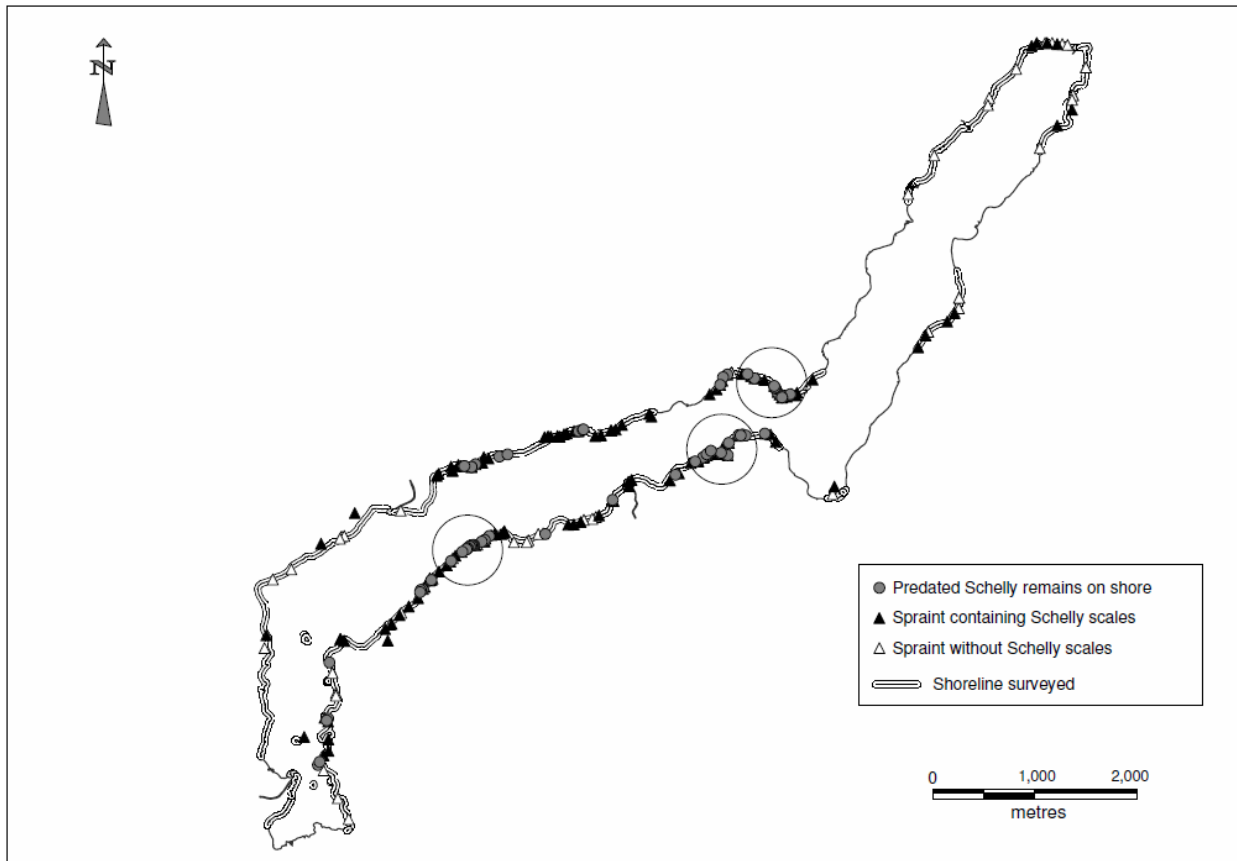 N
Predated Schelly remains on shore
Spraint containing Schelly scales
Spraint without Schelly scales
Shoreline surveyed
0 1,000 2,000
metres